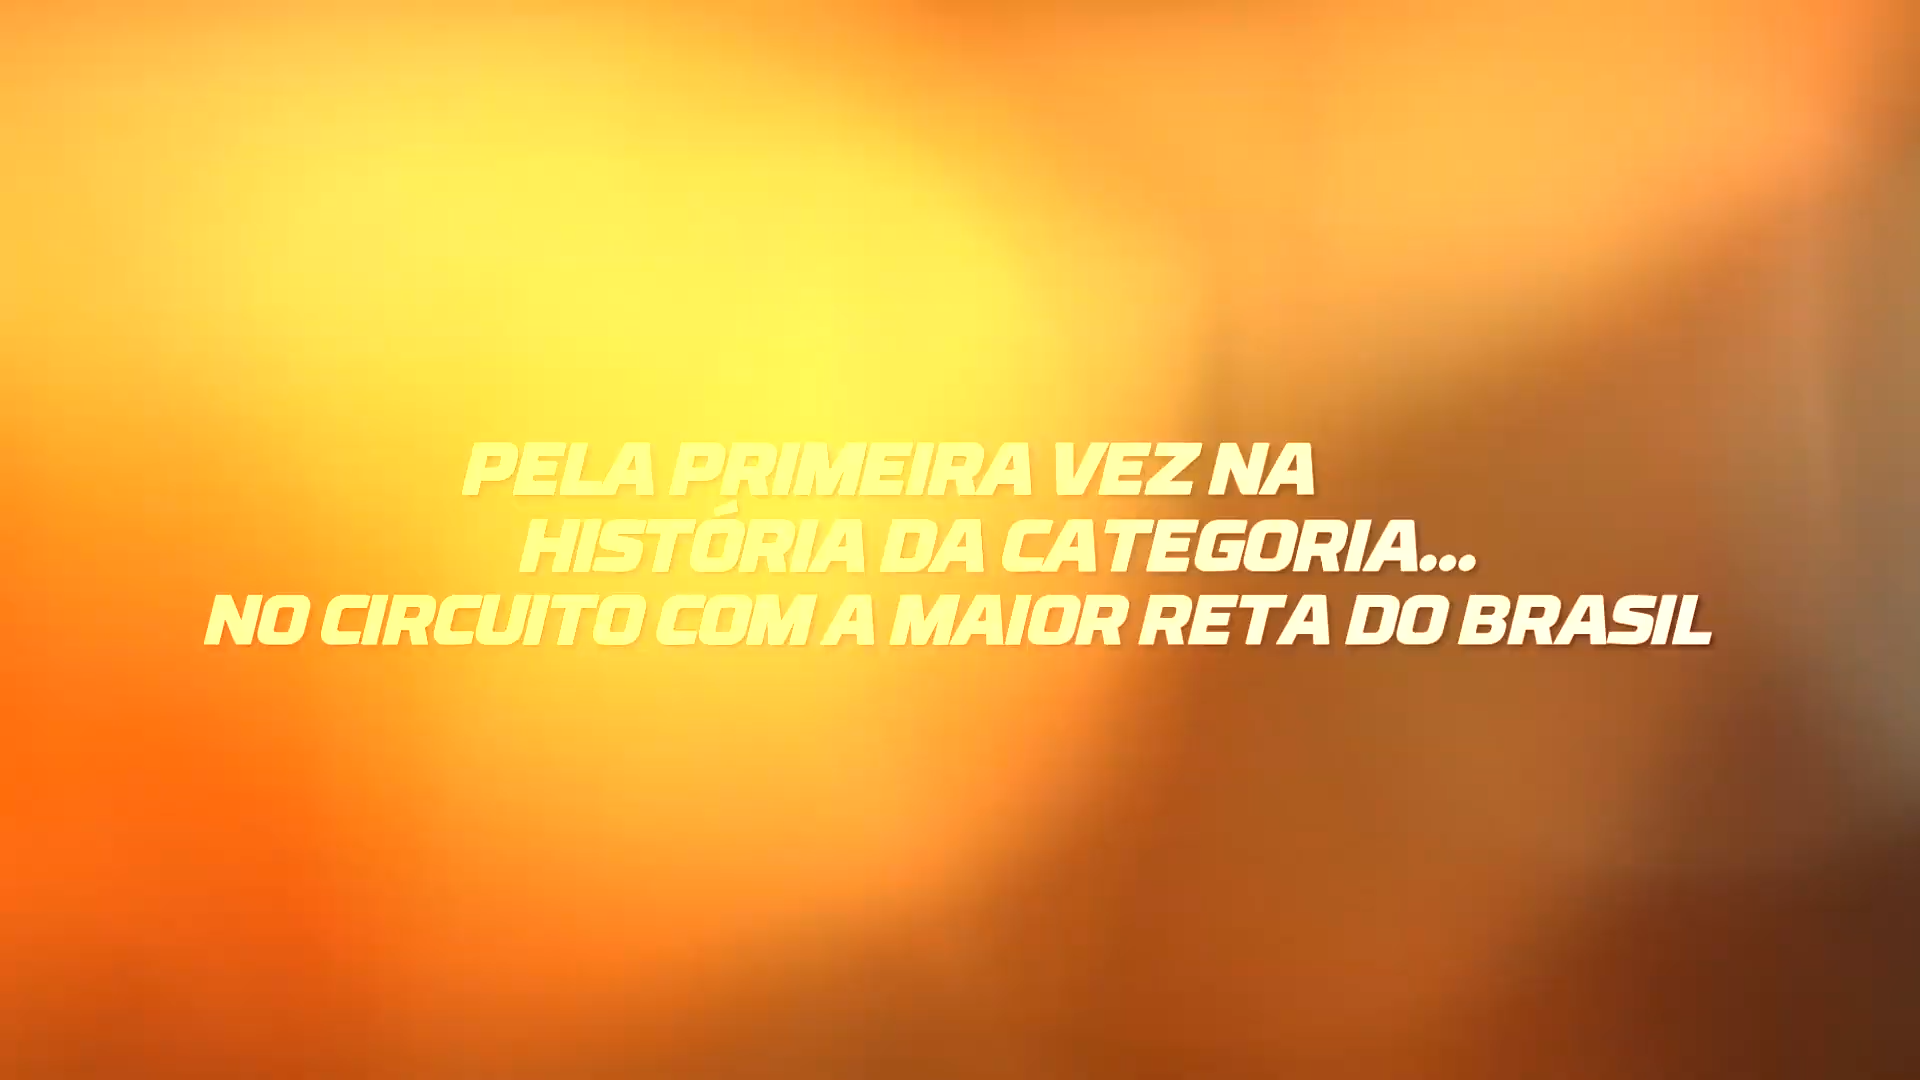 PELA PRIMEIRA VEZ NA
HISTÓRIA DA CATEGORIA...
NO CIRCUITO COM A MAIOR RETA DO BRASIL